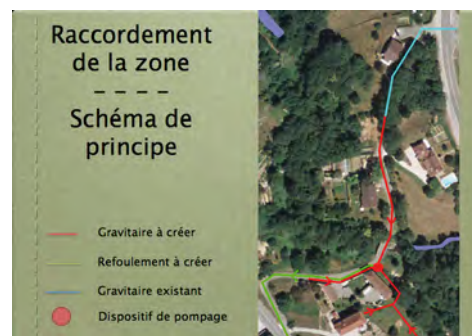 Raccordement
de la zone
– – – –
Schéma de
principe
Gravitaire à créer
Refoulement à créer
Gravitaire existant
Dispositif de pompage